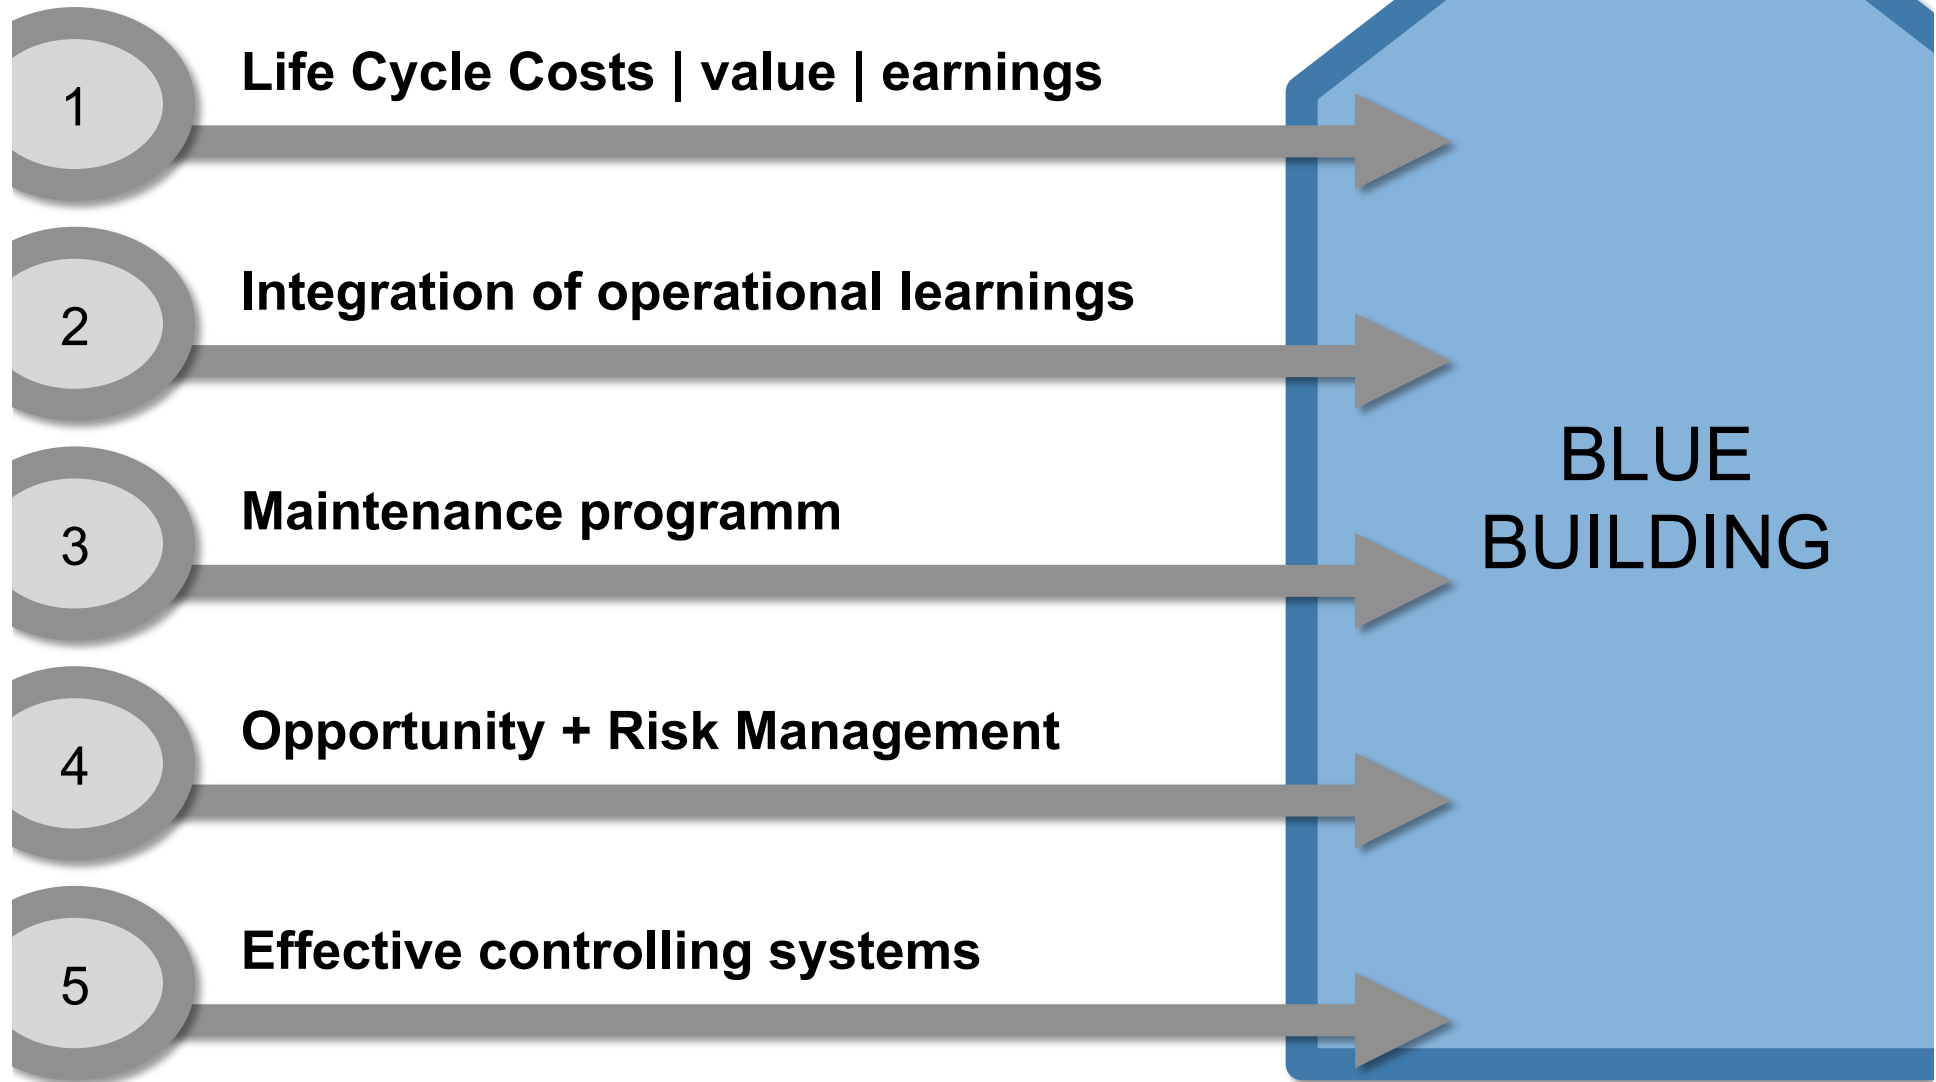 1
Life Cycle Costs | value | earnings
2
Integration of operational learnings
3
Maintenance programm
4
Opportunity + Risk Management
5
Effective controlling systems
BLUE
BUILDING